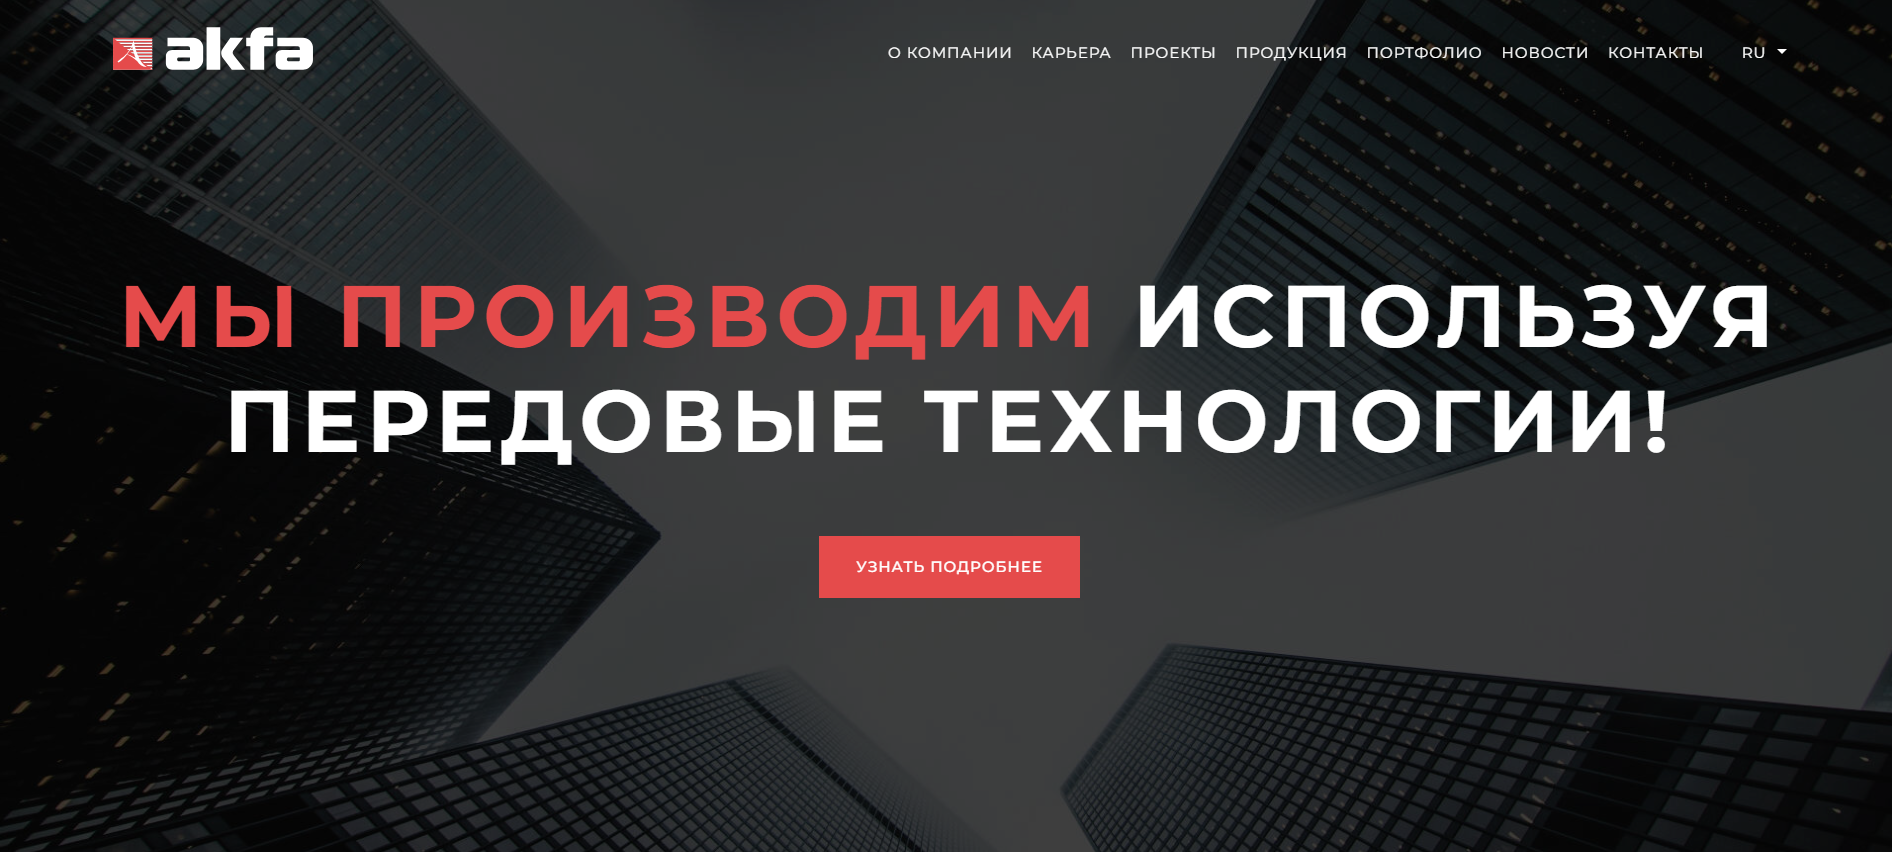 akfa
О КОМПАНИИ КАРЬЕРА ПРОЕКТЫ ПРОДУКЦИЯ ПОРТФОЛИО НОВОСТИ КОНТАКТЫ RU
МЫ ПРОИЗВОДИМ ИСПОЛЬЗУЯ
ПЕРЕДОВЫЕ ТЕХНОЛОГИИ!
УЗНАТЬ ПОДРОБНЕЕ